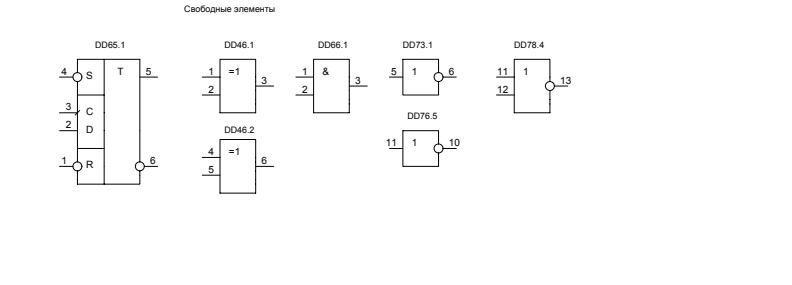 Свободные элементы
DD65.1 DD46.1 DD66.1 DD73.1 DD78.4
4 S T 5
3 C
2 D
1 R 6
1 =1 3
2
1 & 3
2
5 1 6
11 1 13
12
DD46.2 DD76.5
4 =1 6
5
11 1 10